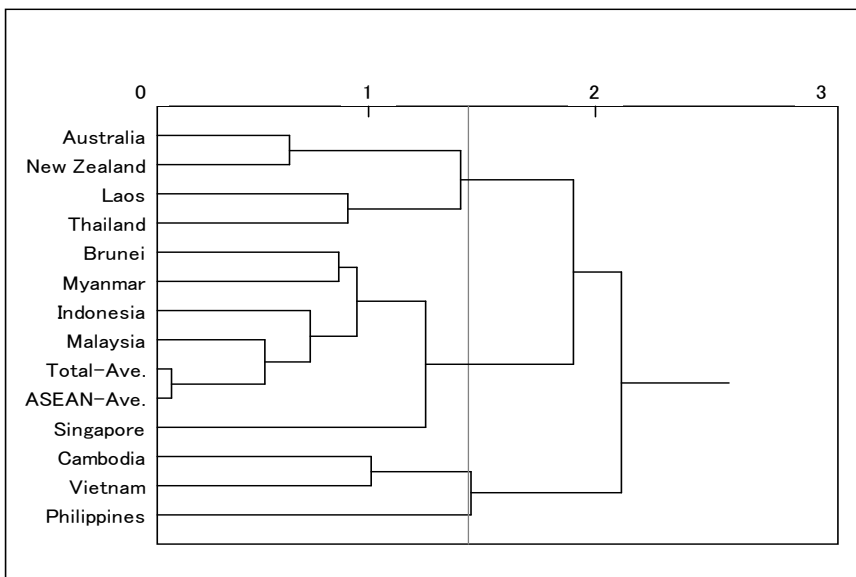 0 1 2 3
Australia
New Zealand
Laos
Thailand
Brunei
Myanmar
Indonesia
Malaysia
Total-Ave.
ASEAN-Ave.
Singapore
Cambodia
Vietnam
Philippines